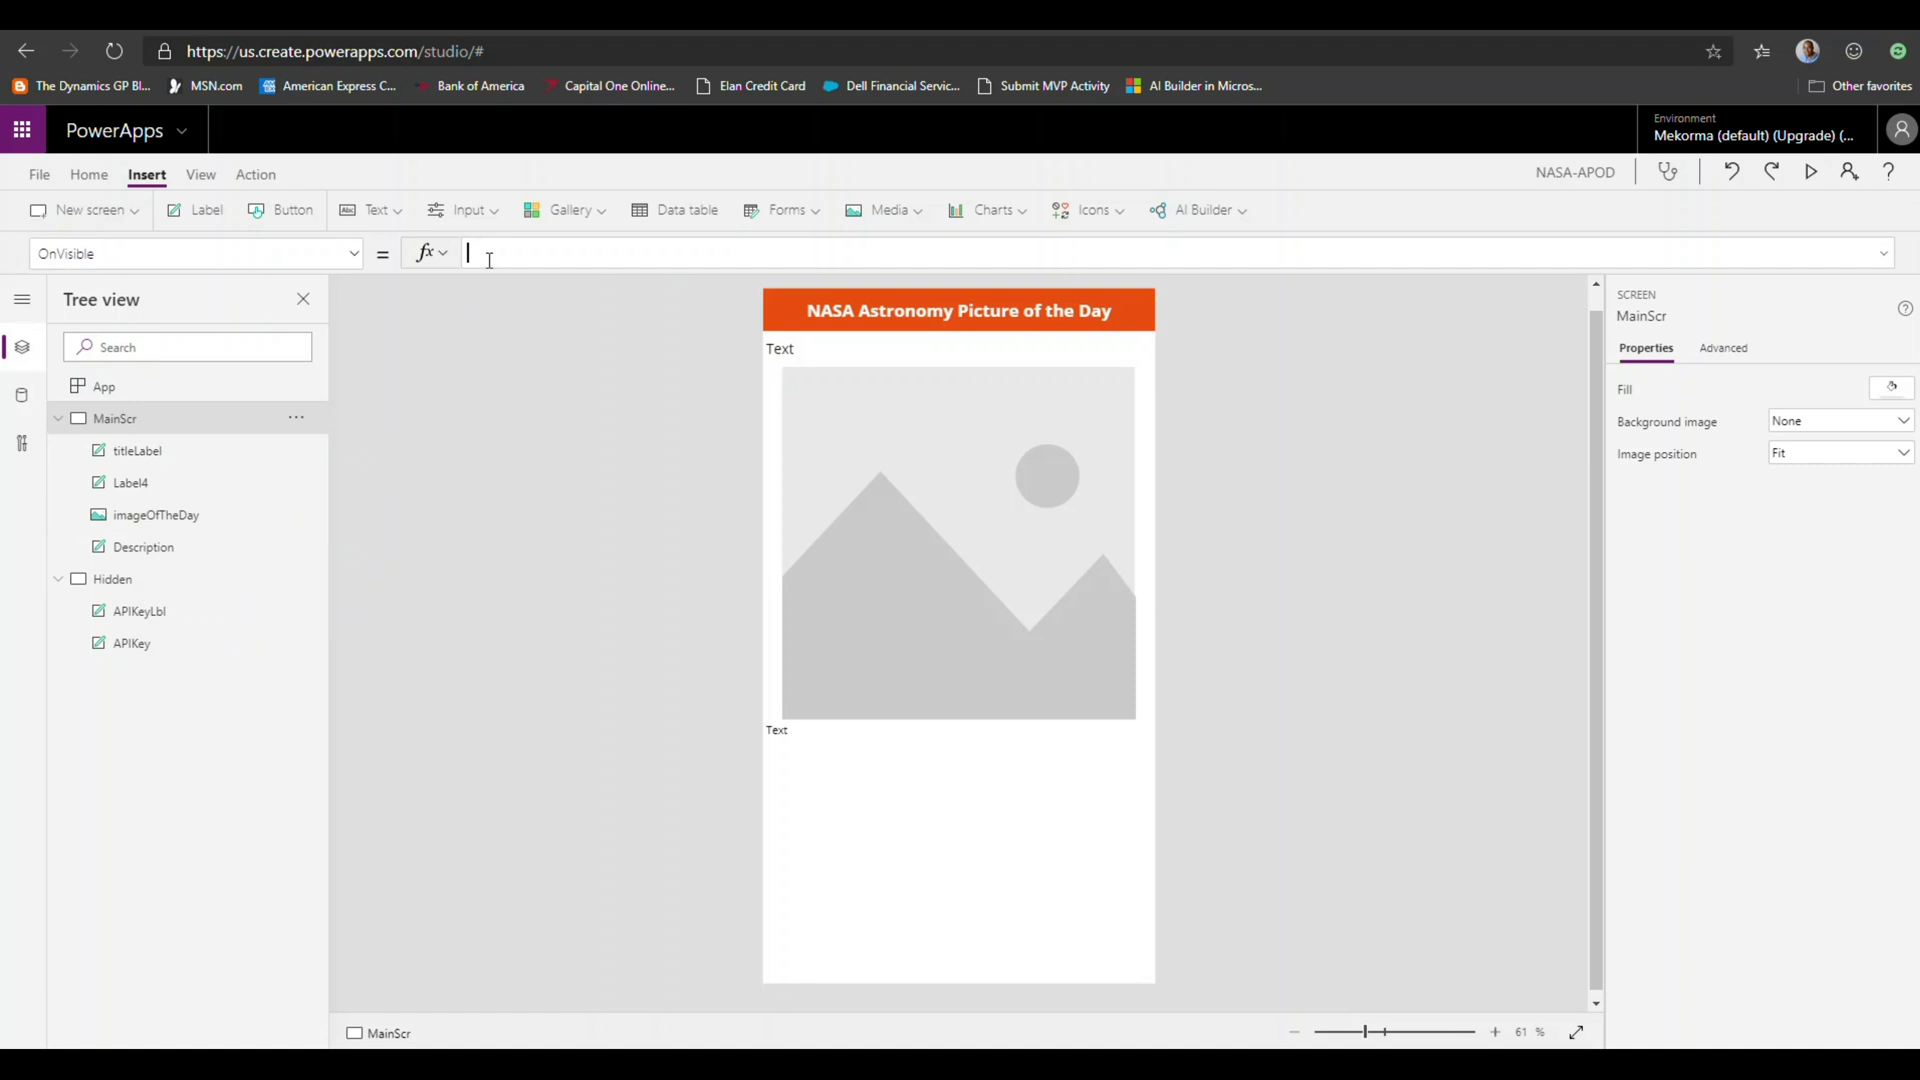 https://us.create.powerapps.com/studio/#
The Dynamics GP Bl...
MSN.com
American Express C...
Bank of America
Capital One Online...
Elan Credit Card
Dell Financial Servic...
Submit MVP Activity
AI Builder in Micros...
Other favorites
PowerApps
Environment
Mekorma (default) (Upgrade) (...
File
Home
Insert
View
Action
NASA-APOD
?
New screen
Label
Button
Abc
Text
Input
Gallery
Data table
Forms
Media
Charts
Icons
AI Builder
OnVisible
=
fx
Tree view
Search
App
MainScr
titleLabel
Label4
imageOfTheDay
Description
Hidden
APIKeyLbl
APIKey
NASA Astronomy Picture of the Day
Text
Text
SCREEN
MainScr
?
Properties
Advanced
Fill
Background image
None
Image position
Fit
MainScr
61 %